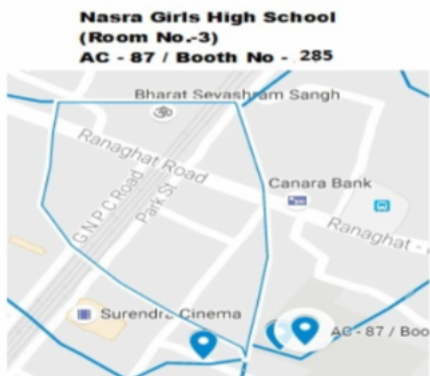 Nasra Girls High School
(Room No.-3)
AC - 87 / Booth No - 285
Bharat Sevashram Sangh
Ranaghat Road
Canara Bank
G N P C Road
Park St
Ranaghat -
Surendra Cinema
AC - 87 / Boo